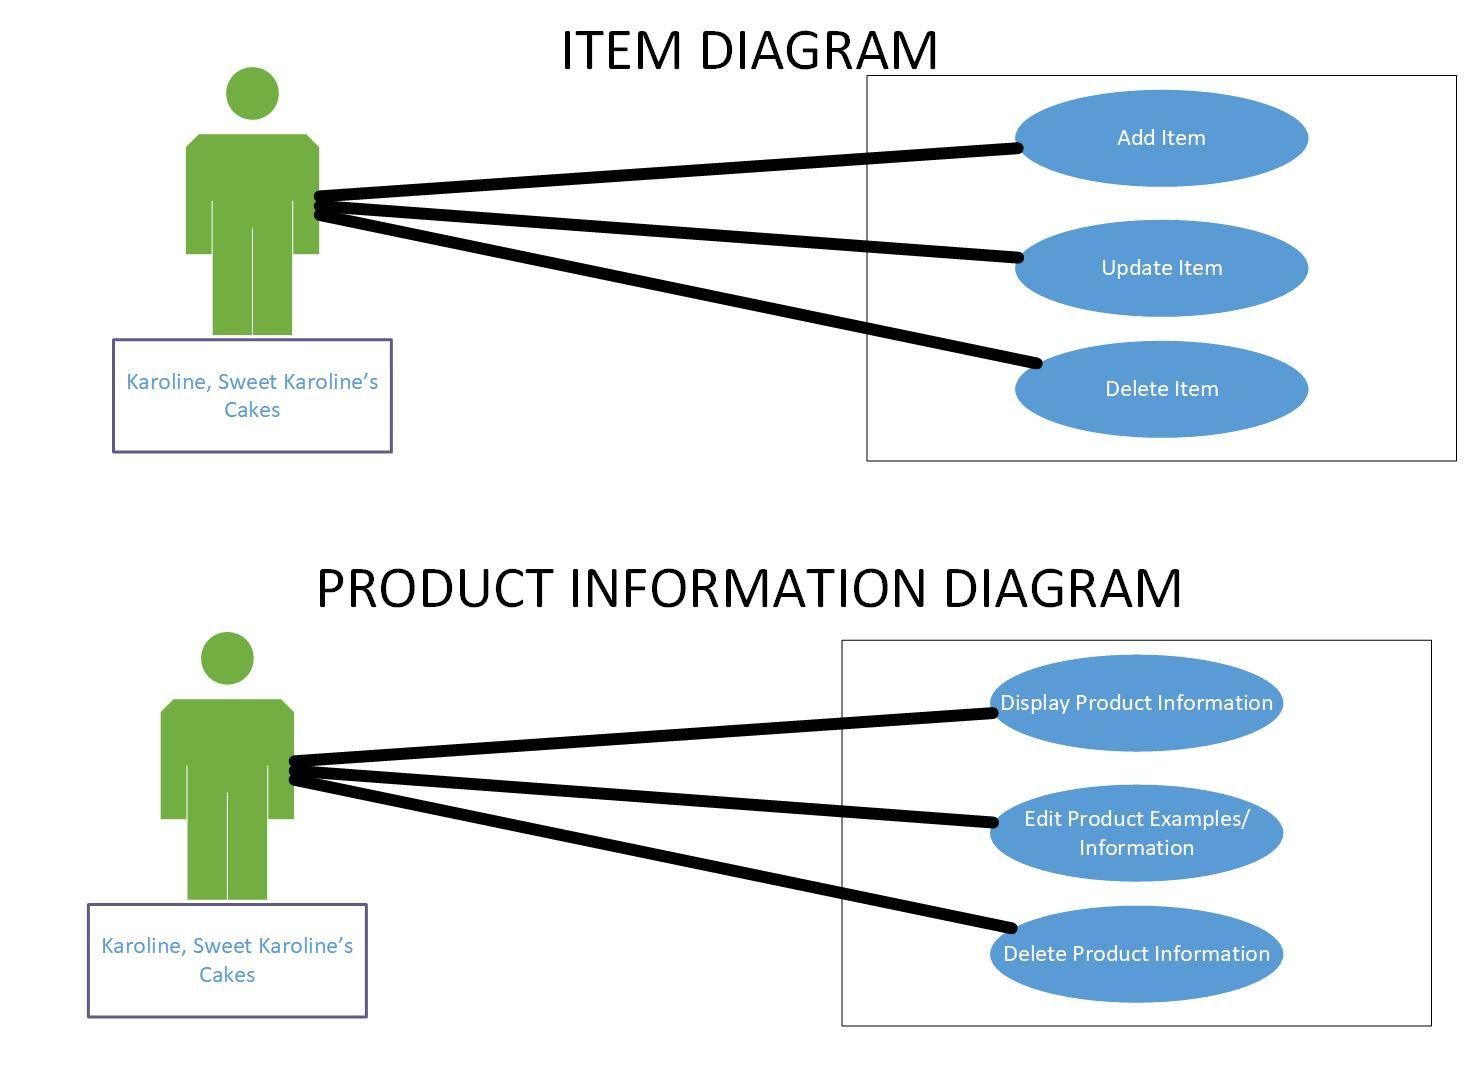 ITEM DIAGRAM
Add Item
Update Item
Delete Item
Karoline, Sweet Karoline’s
Cakes
PRODUCT INFORMATION DIAGRAM
Display Product Information
Edit Product Examples/
Information
Delete Product Information
Karoline, Sweet Karoline’s
Cakes